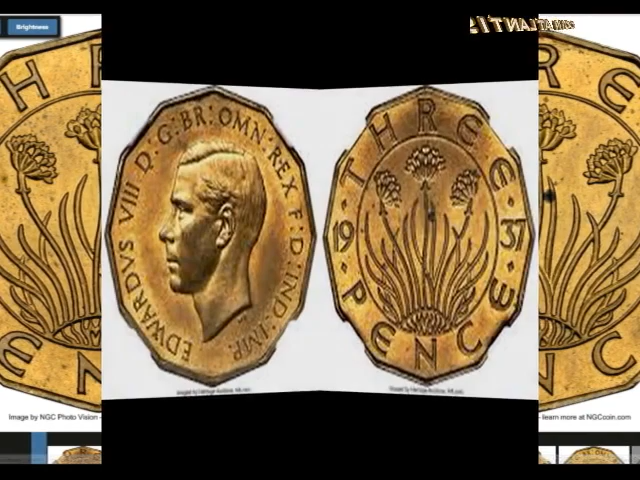 Brightness
EDWARDVS VIII D:G:BR:OMN:REX F:D:IND:IMP.
THREE
19 37
PENCE
Image by NGC Photo Vision -
- learn more at NGCcoin.com